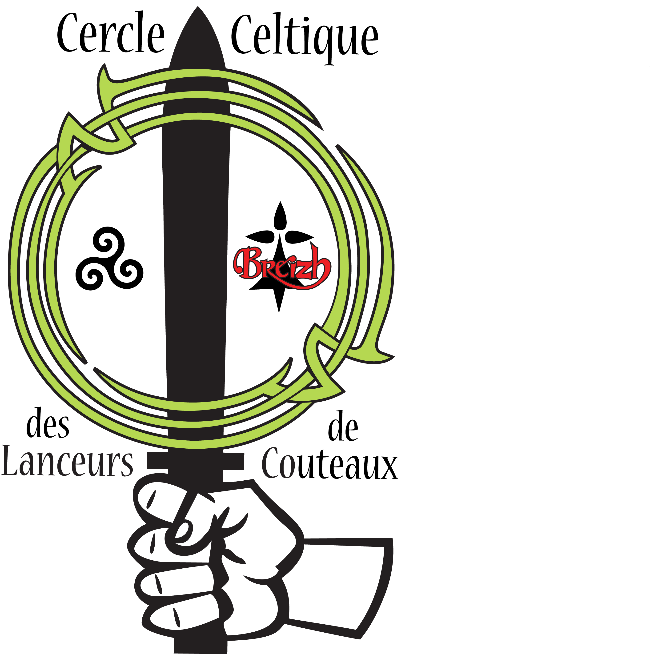 Cercle Celtique
Breizh
des
Lanceurs
de
Couteaux